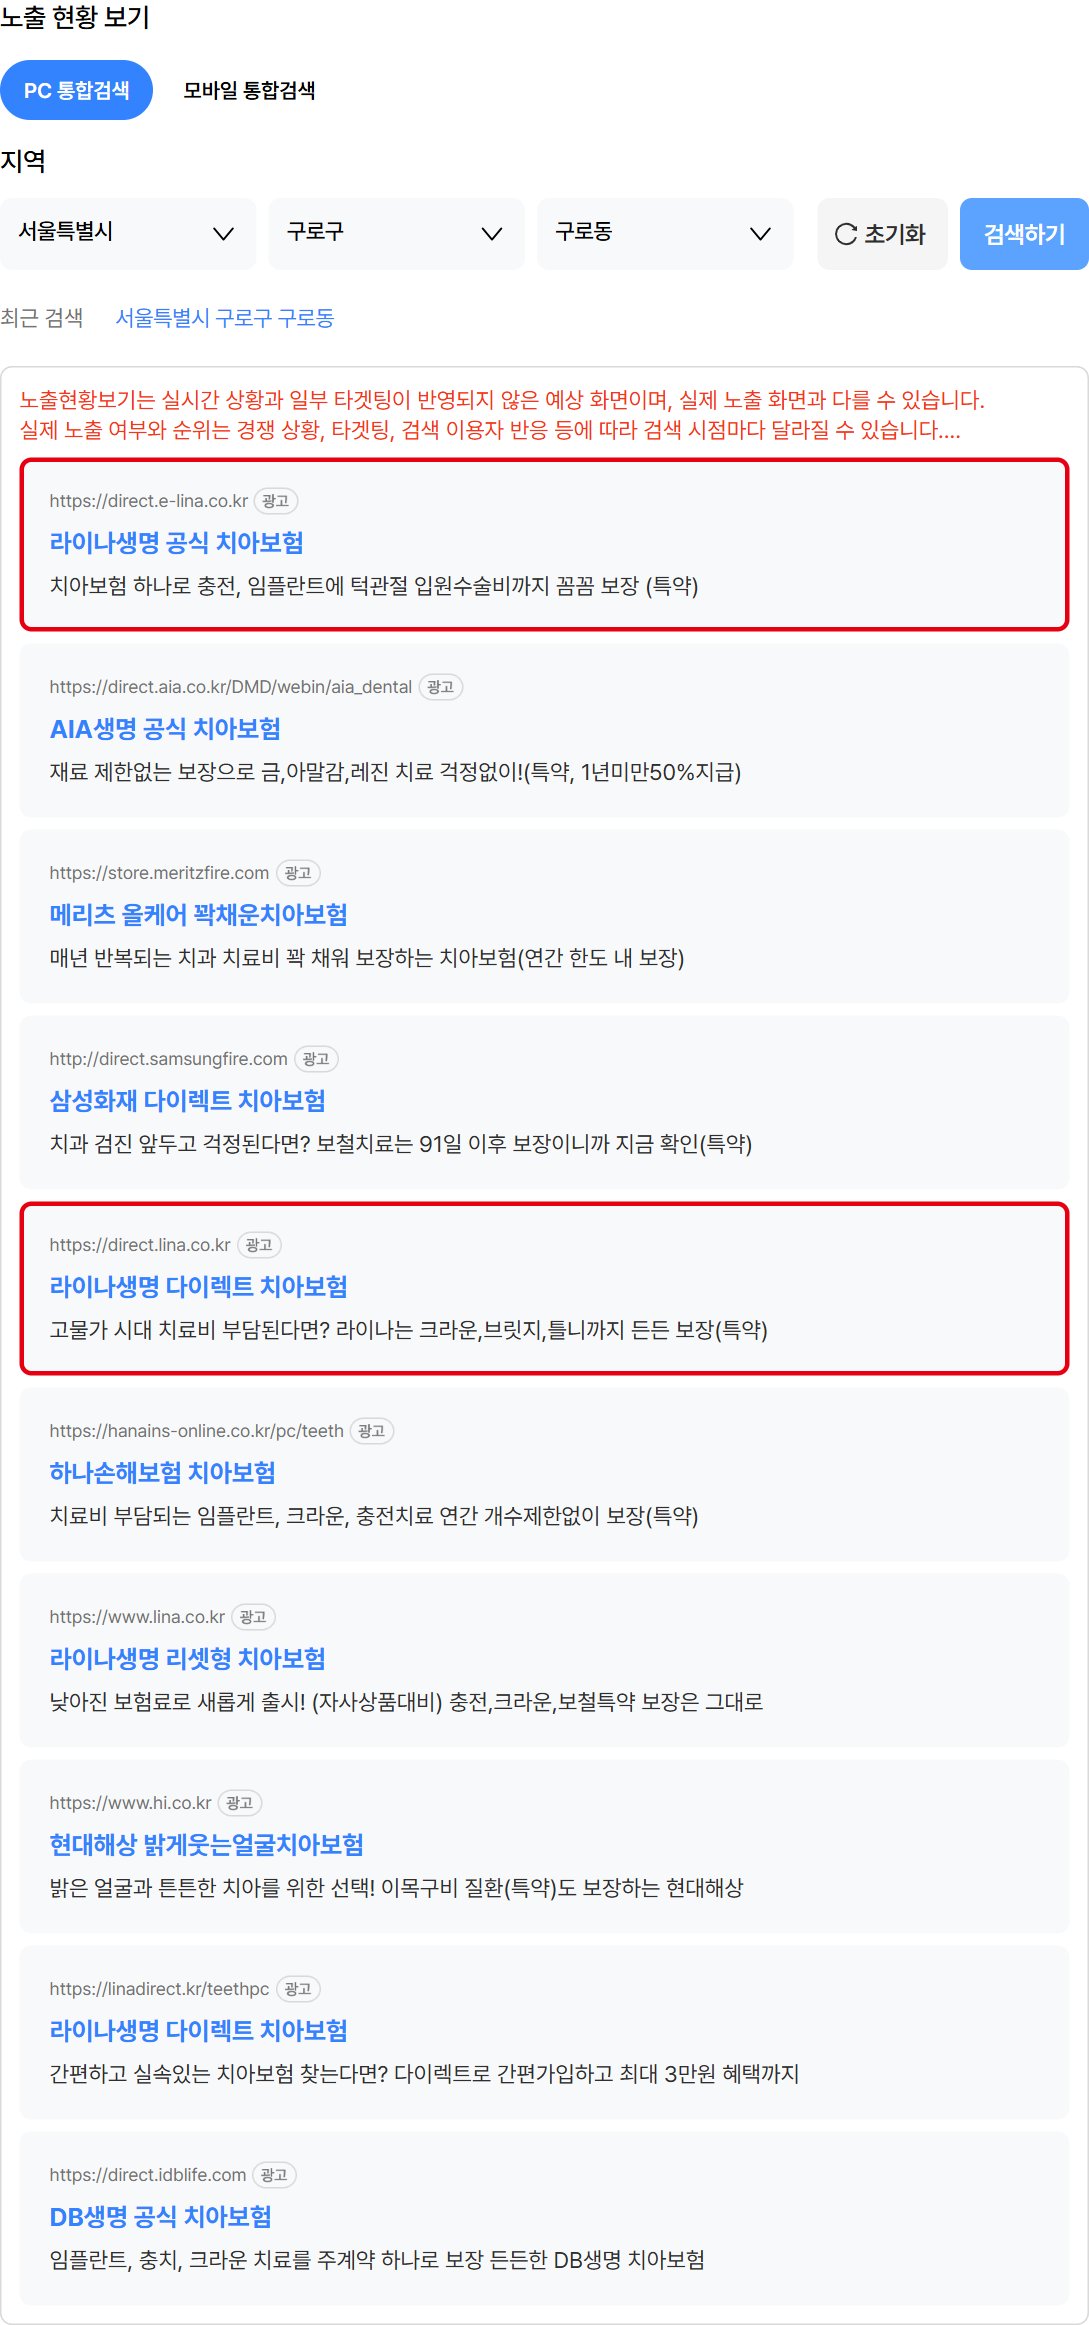 노출 현황 보기
PC 통합검색 모바일 통합검색
지역
서울특별시 구로구 구로동 초기화 검색하기
최근 검색 서울특별시 구로구 구로동
노출현황보기는 실시간 상황과 일부 타겟팅이 반영되지 않은 예상 화면이며, 실제 노출 화면과 다를 수 있습니다.
실제 노출 여부와 순위는 경쟁 상황, 타겟팅, 검색 이용자 반응 등에 따라 검색 시점마다 달라질 수 있습니다....
https://direct.e-lina.co.kr 광고
라이나생명 공식 치아보험
치아보험 하나로 충전, 임플란트에 턱관절 입원수술비까지 꼼꼼 보장 (특약)
https://direct.aia.co.kr/DMD/webin/aia_dental 광고
AIA생명 공식 치아보험
재료 제한없는 보장으로 금,아말감,레진 치료 걱정없이!(특약, 1년미만50%지급)
https://store.meritzfire.com 광고
메리츠 올케어 꽉채운치아보험
매년 반복되는 치과 치료비 꽉 채워 보장하는 치아보험(연간 한도 내 보장)
http://direct.samsungfire.com 광고
삼성화재 다이렉트 치아보험
치과 검진 앞두고 걱정된다면? 보철치료는 91일 이후 보장이니까 지금 확인(특약)
https://direct.lina.co.kr 광고
라이나생명 다이렉트 치아보험
고물가 시대 치료비 부담된다면? 라이나는 크라운,브릿지,틀니까지 든든 보장(특약)
https://hanains-online.co.kr/pc/teeth 광고
하나손해보험 치아보험
치료비 부담되는 임플란트, 크라운, 충전치료 연간 개수제한없이 보장(특약)
https://www.lina.co.kr 광고
라이나생명 리셋형 치아보험
낮아진 보험료로 새롭게 출시! (자사상품대비) 충전,크라운,보철특약 보장은 그대로
https://www.hi.co.kr 광고
현대해상 밝게웃는얼굴치아보험
밝은 얼굴과 튼튼한 치아를 위한 선택! 이목구비 질환(특약)도 보장하는 현대해상
https://linadirect.kr/teethpc 광고
라이나생명 다이렉트 치아보험
간편하고 실속있는 치아보험 찾는다면? 다이렉트로 간편가입하고 최대 3만원 혜택까지
https://direct.idblife.com 광고
DB생명 공식 치아보험
임플란트, 충치, 크라운 치료를 주계약 하나로 보장 든든한 DB생명 치아보험